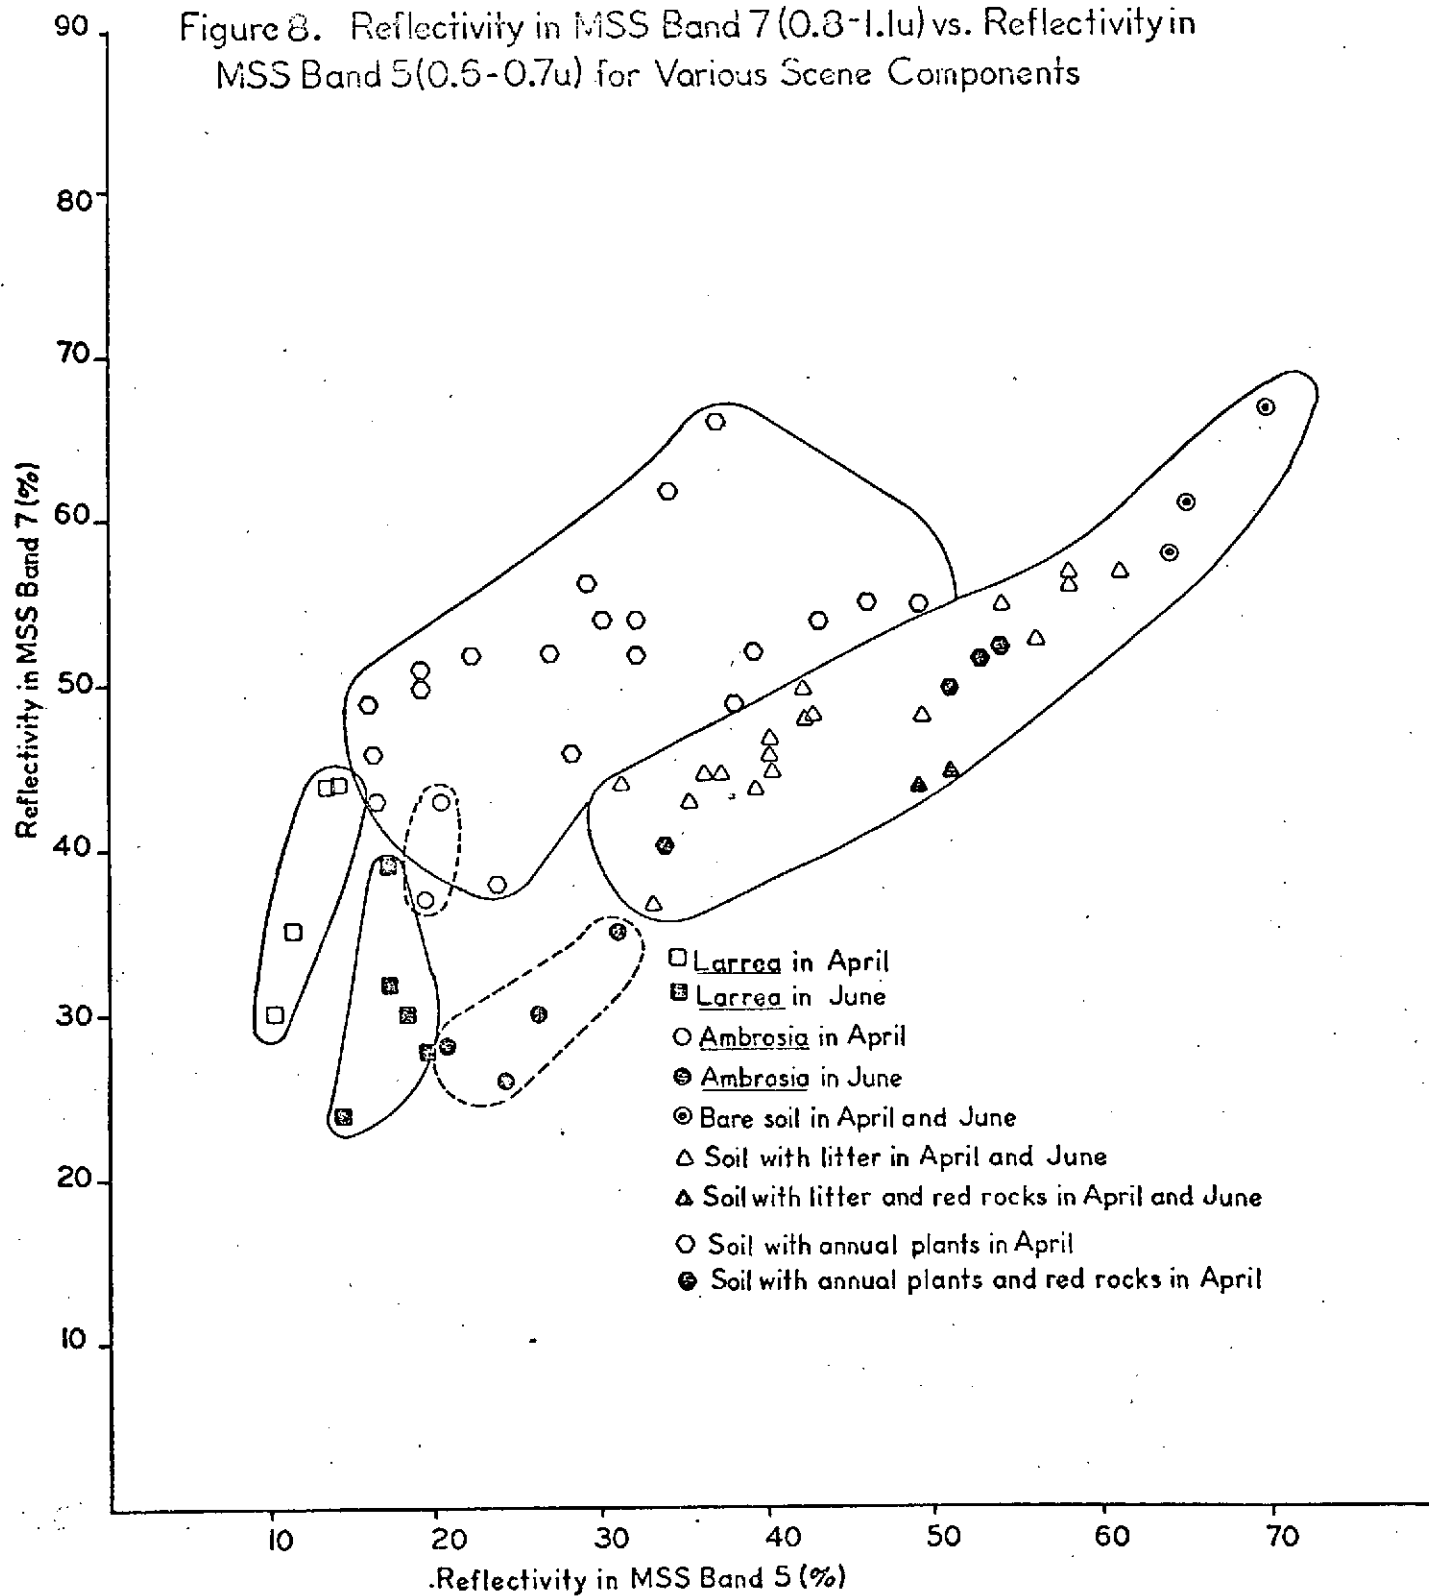 Figure 8. Reflectivity in MSS Band 7 (0.8-1.1u) vs. Reflectivity in
MSS Band 5(0.6-0.7u) for Various Scene Components
90
80
70
60
50
40
30
20
10
Reflectivity in MSS Band 7 (%)
Larrea in April
Larrea in June
Ambrosia in April
Ambrosia in June
Bare soil in April and June
Soil with litter in April and June
Soil with litter and red rocks in April and June
Soil with annual plants in April
Soil with annual plants and red rocks in April
10 20 30 40 50 60 70
Reflectivity in MSS Band 5 (%)